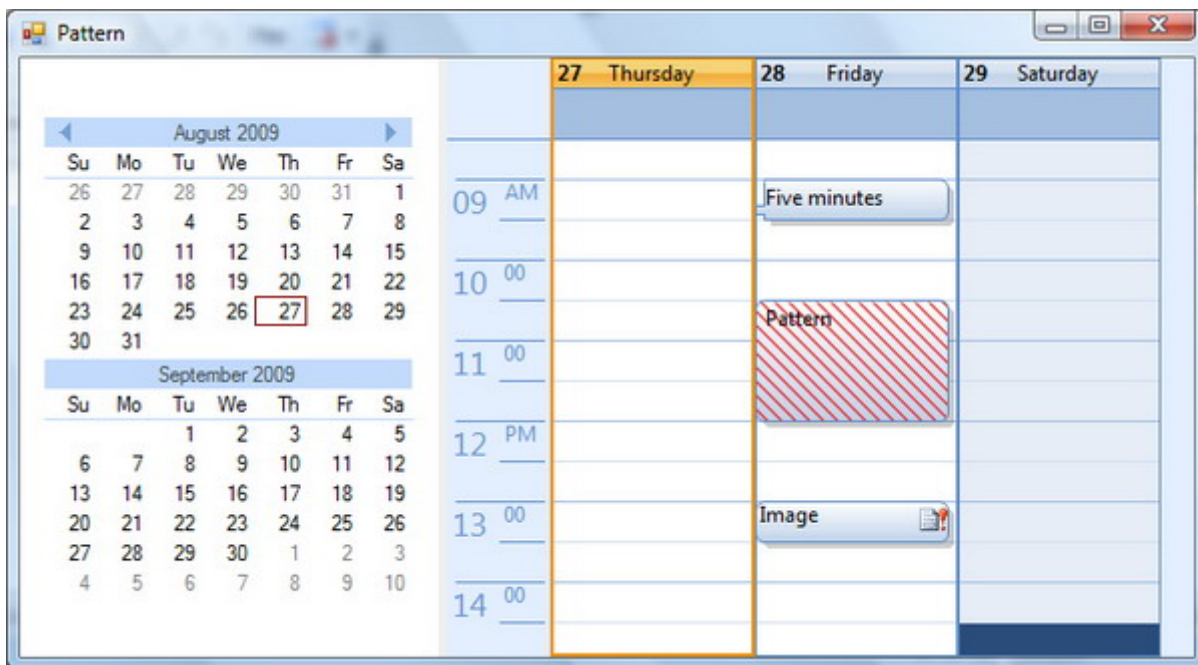 Pattern
27 Thursday 28 Friday 29 Saturday
August 2009
Su Mo Tu We Th Fr Sa
26 27 28 29 30 31 1
2 3 4 5 6 7 8
9 10 11 12 13 14 15
16 17 18 19 20 21 22
23 24 25 26 27 28 29
30 31
September 2009
Su Mo Tu We Th Fr Sa
1 2 3 4 5
6 7 8 9 10 11 12
13 14 15 16 17 18 19
20 21 22 23 24 25 26
27 28 29 30 1 2 3
4 5 6 7 8 9 10
09 AM
10 00
11 00
12 PM
13 00
14 00
Five minutes
Pattern
Image